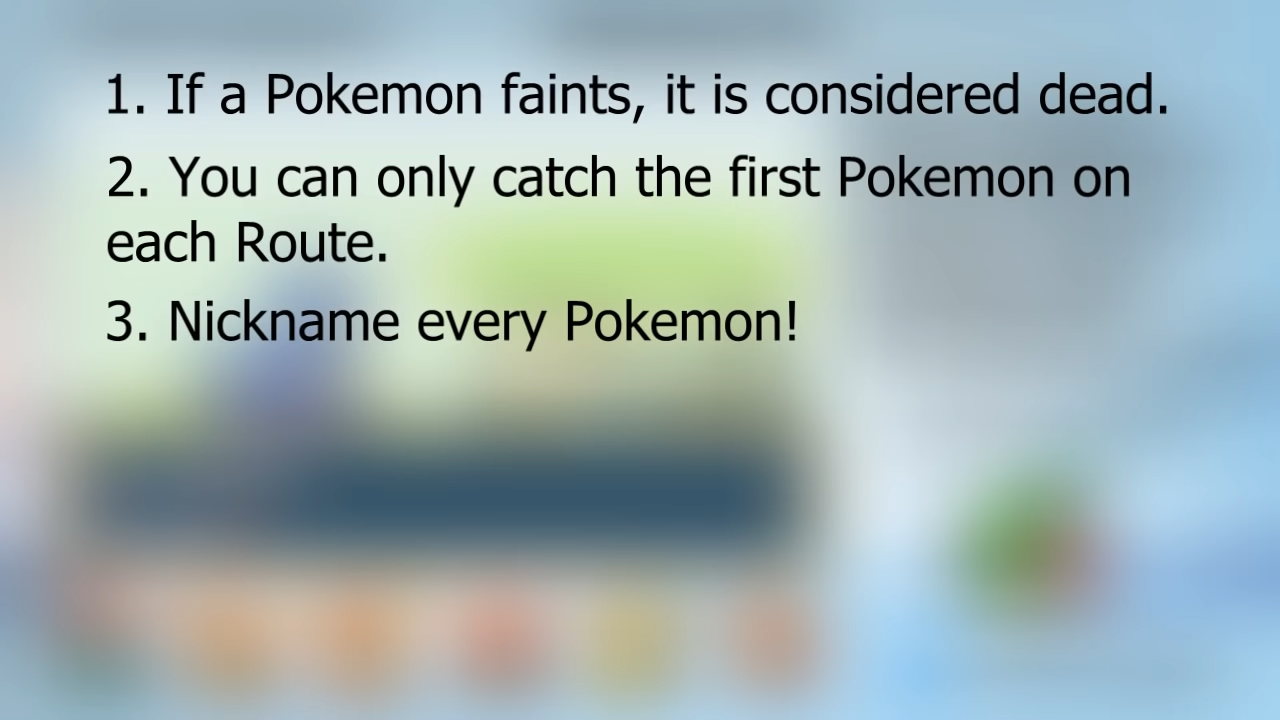 1. If a Pokemon faints, it is considered dead.
2. You can only catch the first Pokemon on
each Route.
3. Nickname every Pokemon!